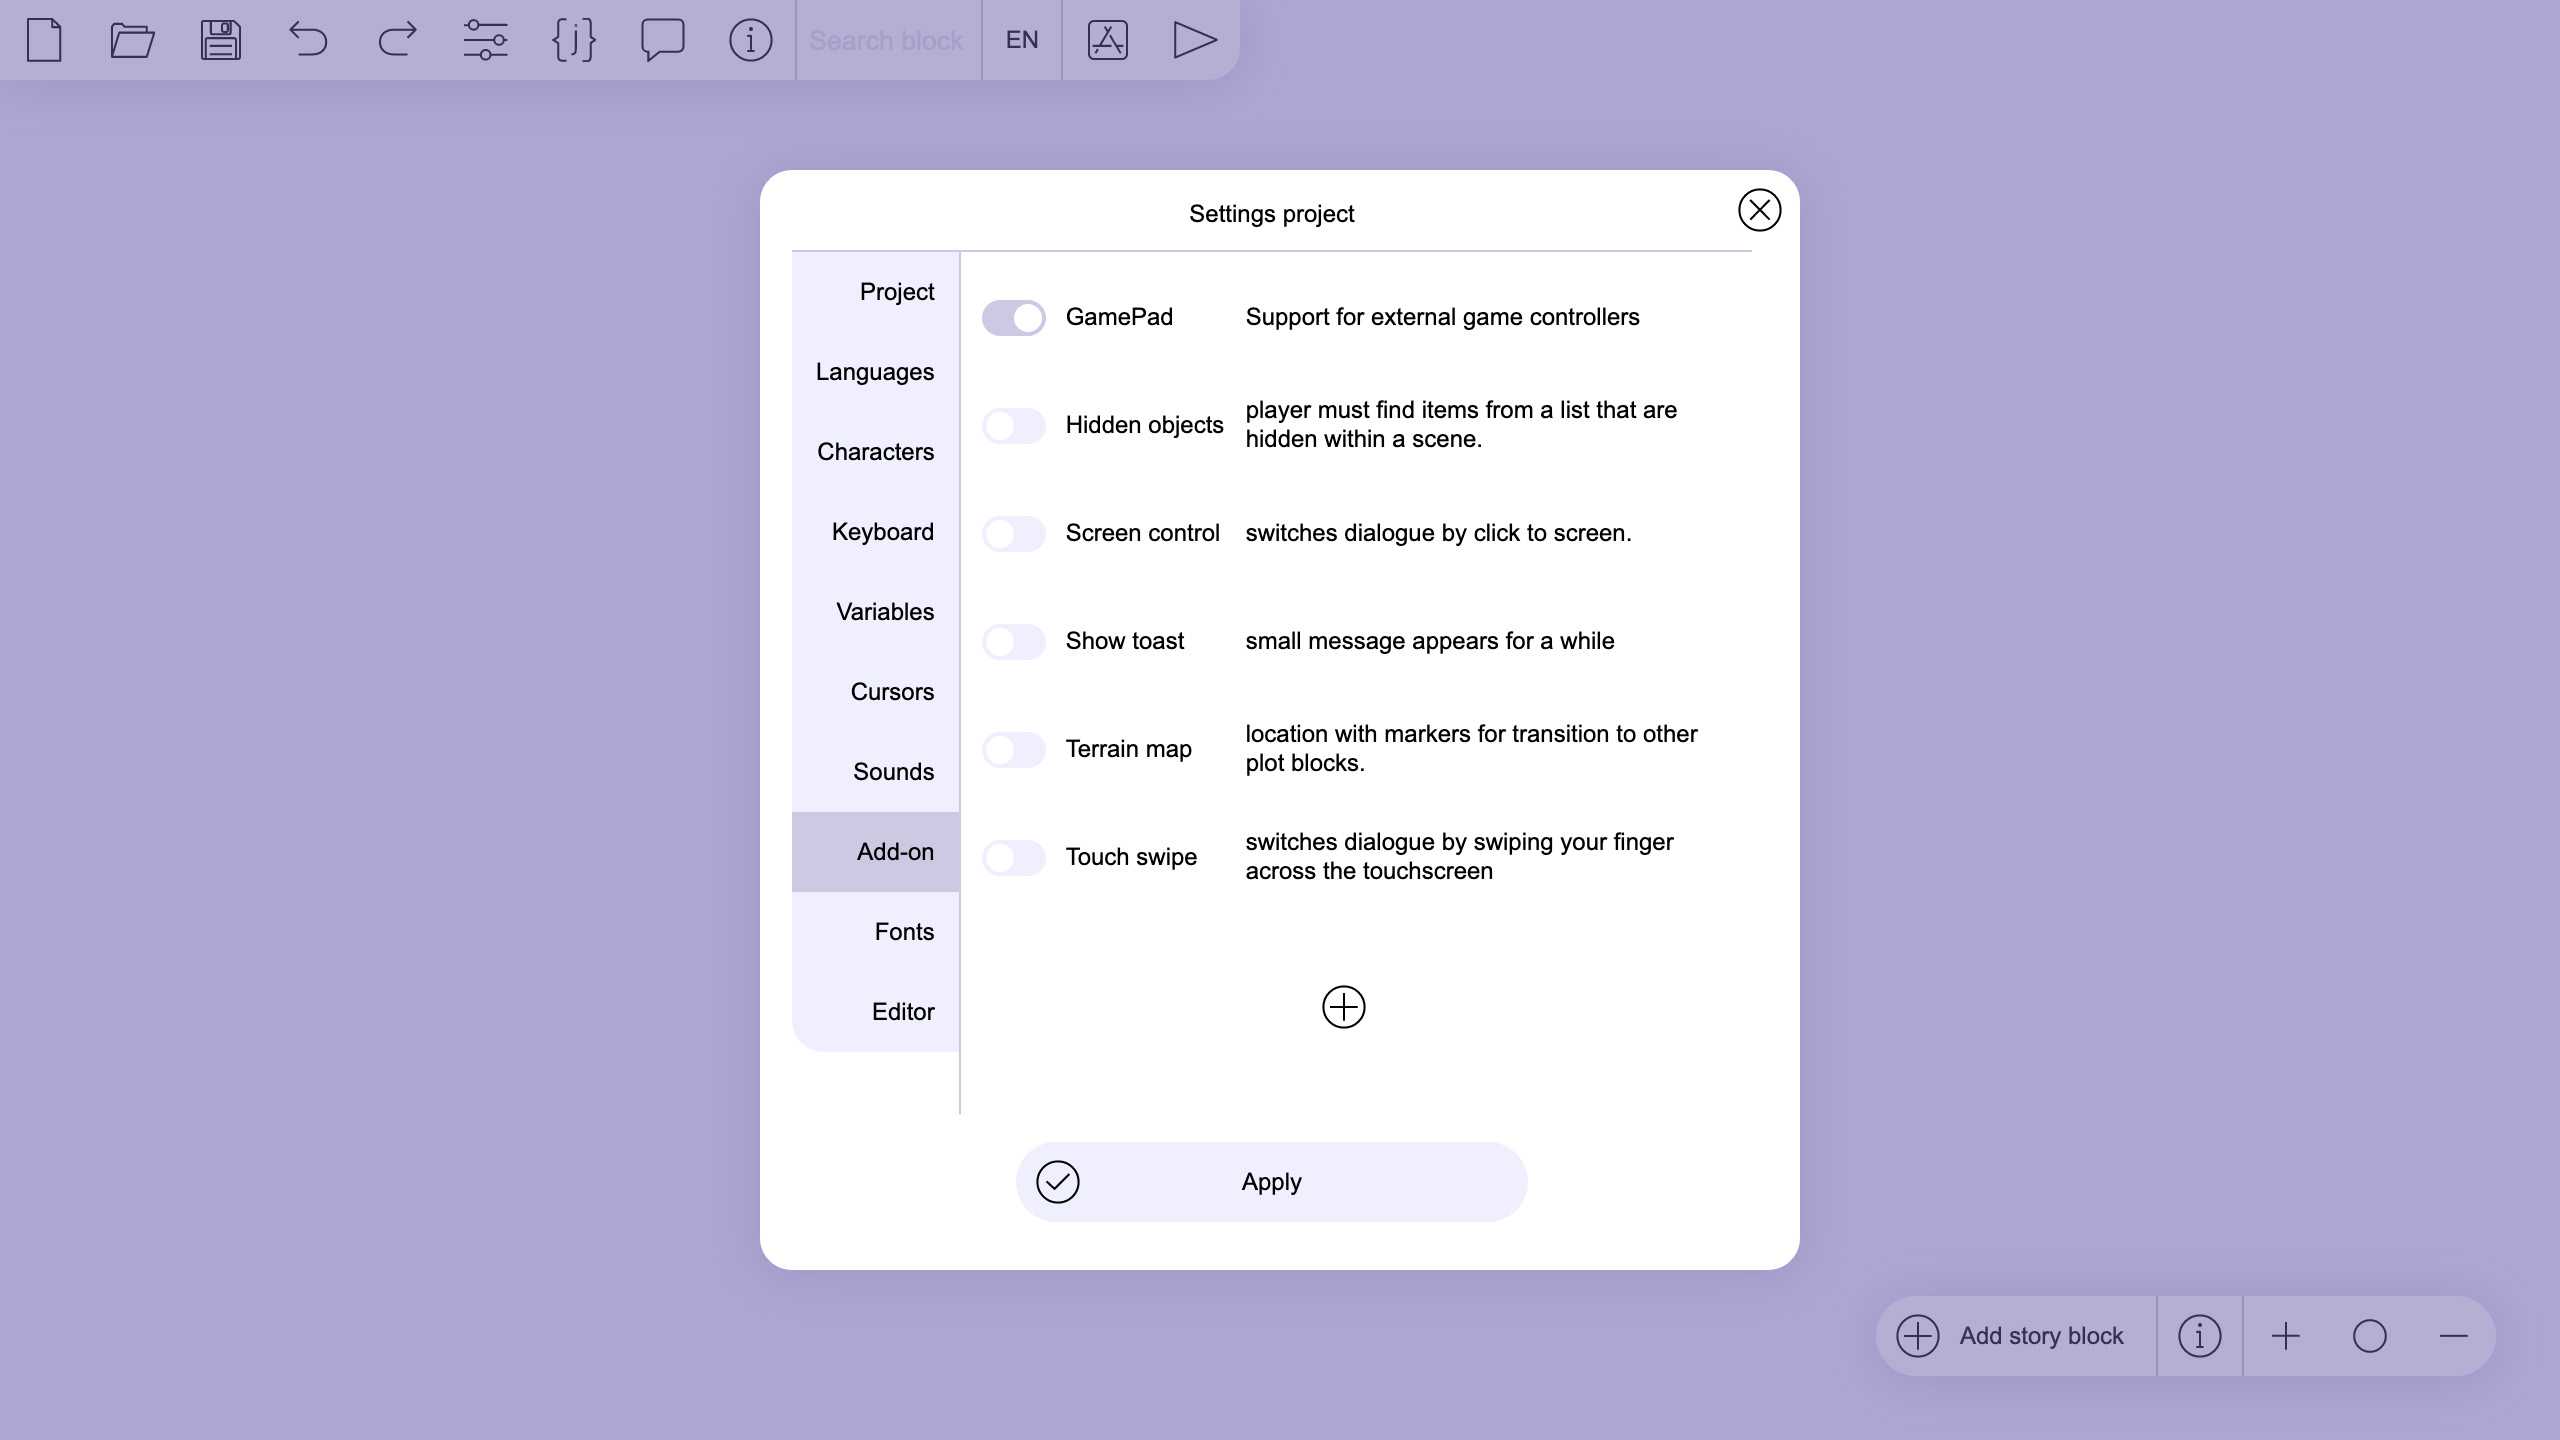 Search block
EN
Settings project
Project
Languages
Characters
Keyboard
Variables
Cursors
Sounds
Add-on
Fonts
Editor
GamePad
Support for external game controllers
Hidden objects
player must find items from a list that are
hidden within a scene.
Screen control
switches dialogue by click to screen.
Show toast
small message appears for a while
Terrain map
location with markers for transition to other
plot blocks.
Touch swipe
switches dialogue by swiping your finger
across the touchscreen
Apply
Add story block